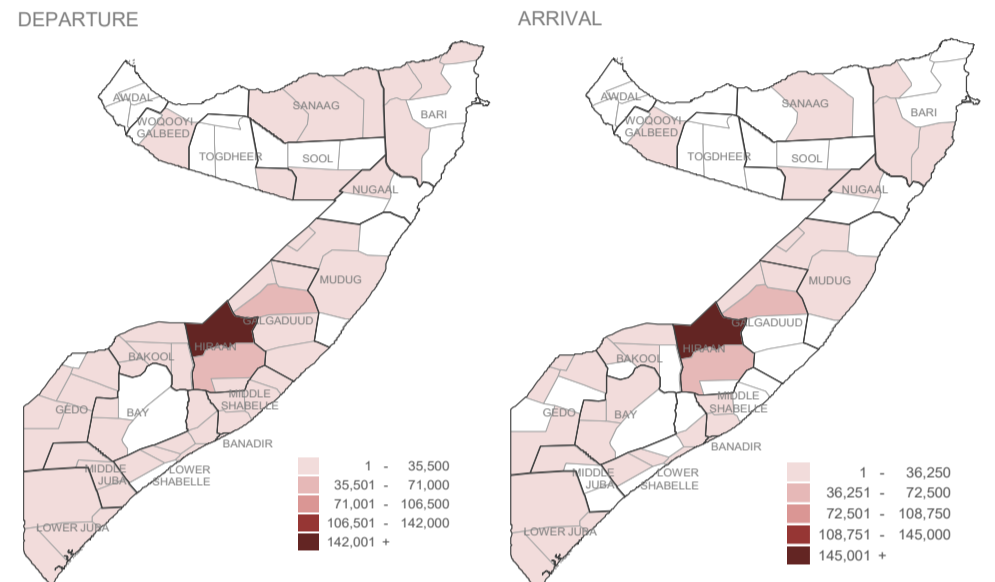 DEPARTURE
AWDAL
WOQOOYI
GALBEED
TOGDHEER
SANAAG
SOOL
BARI
NUGAAL
MUDUG
GALGADUUD
HIRAAN
BAKOOL
GEDO
BAY
MIDDLE
SHABELLE
BANADIR
LOWER
SHABELLE
MIDDLE
JUBA
LOWER JUBA
1 - 35,500
35,501 - 71,000
71,001 - 106,500
106,501 - 142,000
142,001 +
ARRIVAL
AWDAL
WOQOOYI
GALBEED
TOGDHEER
SANAAG
SOOL
BARI
NUGAAL
MUDUG
GALGADUUD
HIRAAN
BAKOOL
GEDO
BAY
MIDDLE
SHABELLE
BANADIR
LOWER
SHABELLE
MIDDLE
JUBA
LOWER JUBA
1 - 36,250
36,251 - 72,500
72,501 - 108,750
108,751 - 145,000
145,001 +